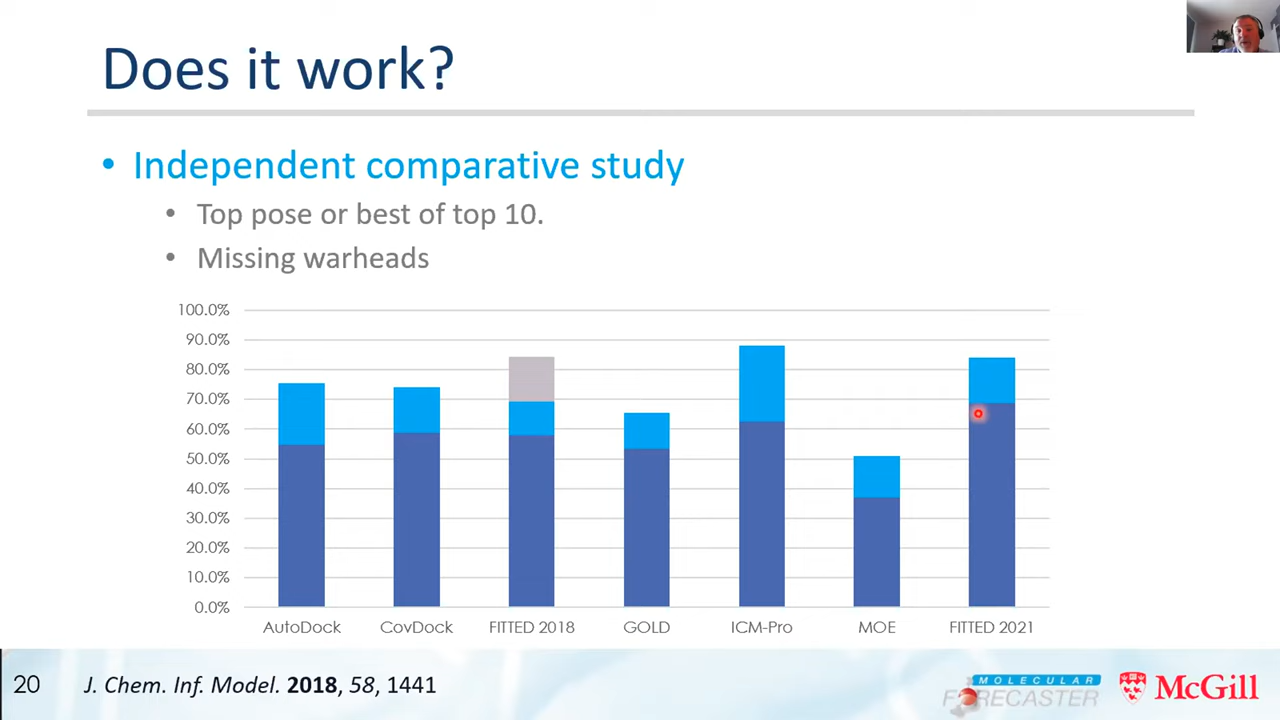 Does it work?
• Independent comparative study
• Top pose or best of top 10.
• Missing warheads
100.0%
90.0%
80.0%
70.0%
60.0%
50.0%
40.0%
30.0%
20.0%
10.0%
0.0%
AutoDock CovDock FITTED 2018 GOLD ICM-Pro MOE FITTED 2021
20 J. Chem. Inf. Model. 2018, 58, 1441
MOLECULAR
FORECASTER
McGill